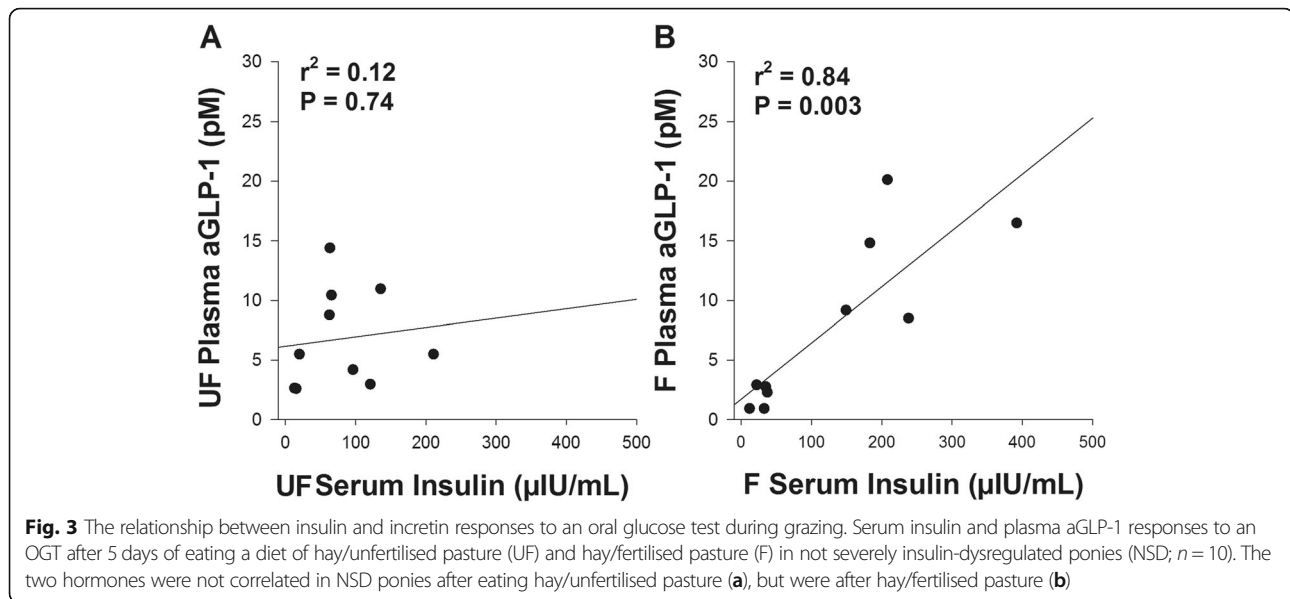 A
r² = 0.12
P = 0.74
UF Plasma aGLP-1 (pM)
30
25
20
15
10
5
0
0 100 200 300 400 500
UF Serum Insulin (µIU/mL)
B
r² = 0.84
P = 0.003
F Plasma aGLP-1 (pM)
30
25
20
15
10
5
0
0 100 200 300 400 500
F Serum Insulin (µIU/mL)
Fig. 3 The relationship between insulin and incretin responses to an oral glucose test during grazing. Serum insulin and plasma aGLP-1 responses to an
OGT after 5 days of eating a diet of hay/unfertilised pasture (UF) and hay/fertilised pasture (F) in not severely insulin-dysregulated ponies (NSD; n = 10). The
two hormones were not correlated in NSD ponies after eating hay/unfertilised pasture (a), but were after hay/fertilised pasture (b)